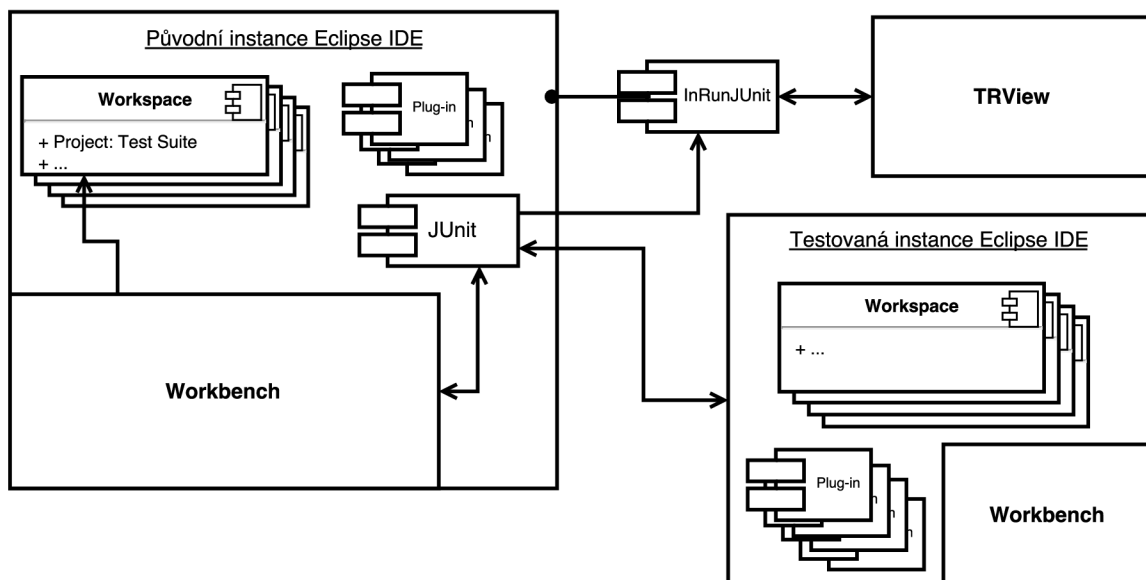 Původní instance Eclipse IDE
Workspace
+ Project: Test Suite
+ ...
Plug-in
JUnit
Workbench
InRunJUnit
TRView
Testovaná instance Eclipse IDE
Workspace
+ ...
Plug-in
Workbench